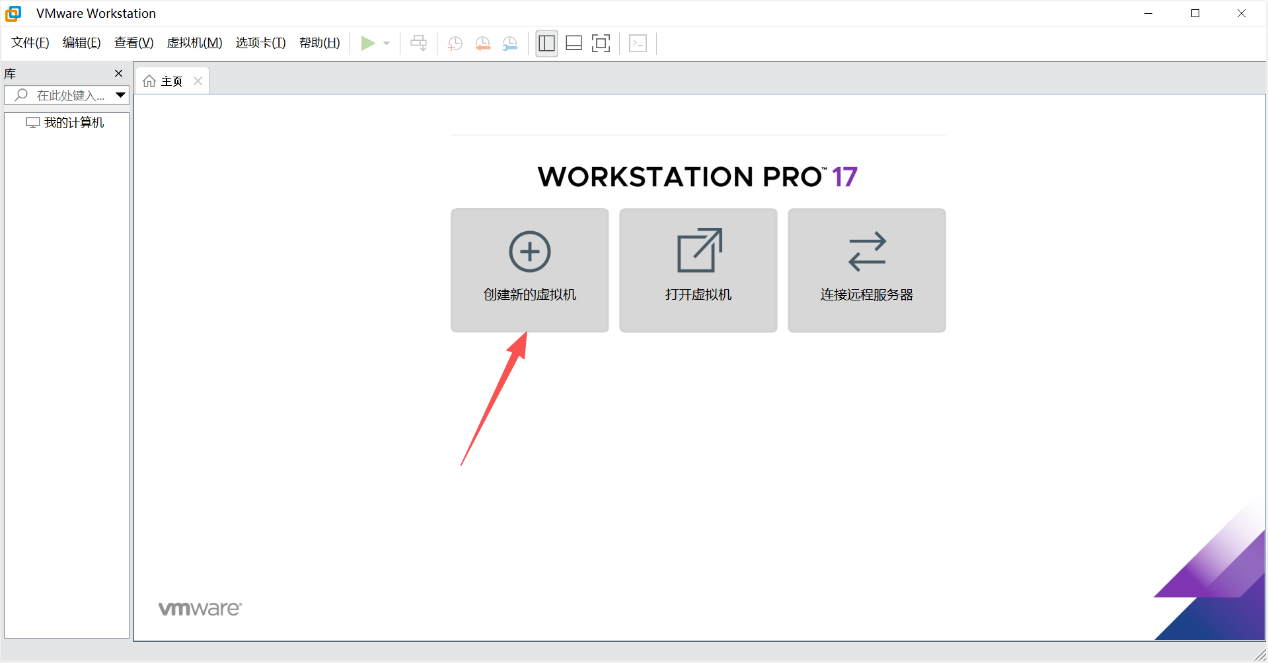 VMware Workstation
文件(F) 编辑(E) 查看(V) 虚拟机(M) 选项卡(T) 帮助(H)
库
在此处键入...
我的计算机
主页
WORKSTATION PRO™ 17
创建新的虚拟机
打开虚拟机
连接远程服务器
vmware®